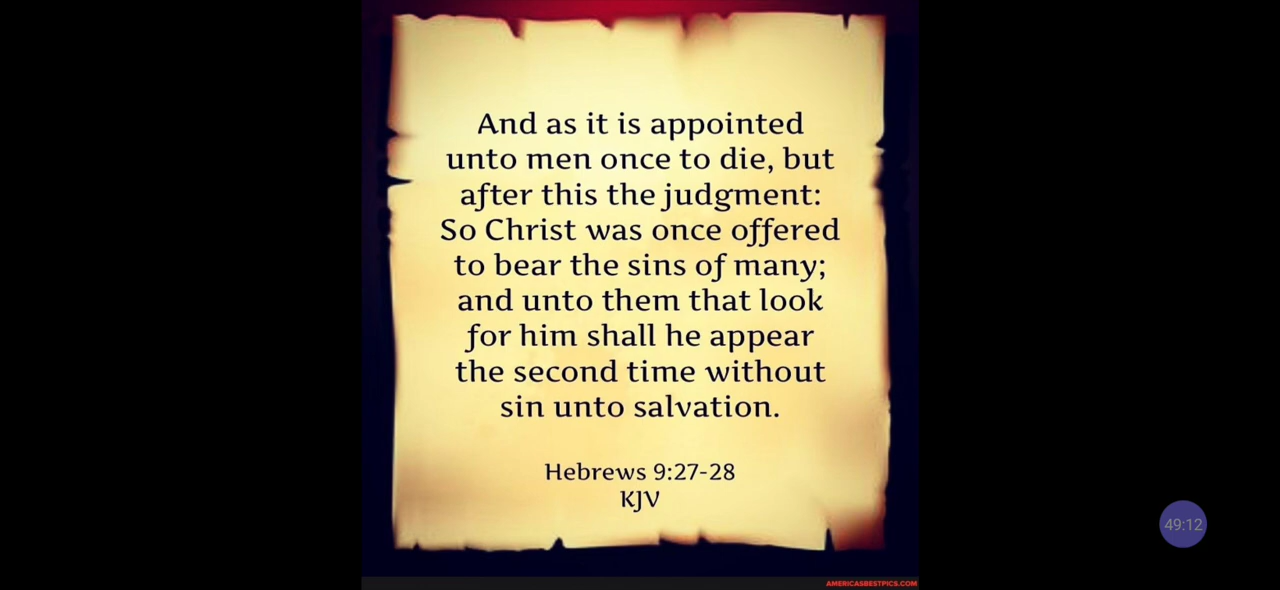 And as it is appointed
unto men once to die, but
after this the judgment:
So Christ was once offered
to bear the sins of many;
and unto them that look
for him shall he appear
the second time without
sin unto salvation.
Hebrews 9:27-28
KJV
49:12
AMERICASBESTPICS.COM